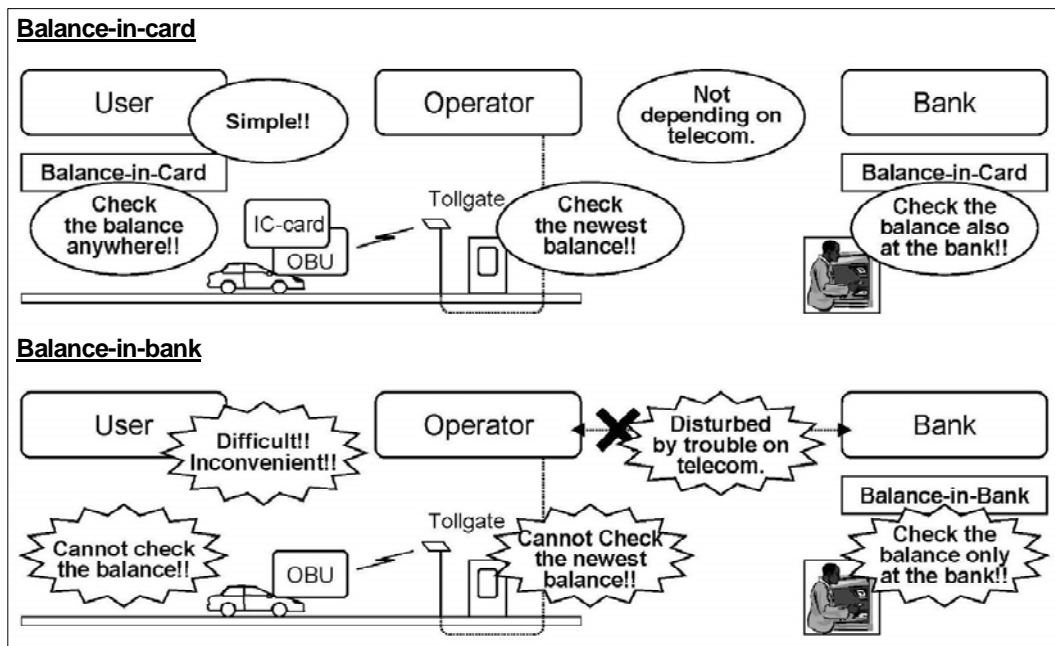 Balance-in-card
User
Simple!!
Operator
Not
depending on
telecom.
Bank
Balance-in-Card
Check
the balance
anywhere!!
IC-card
OBU
Tollgate
Check
the newest
balance!!
Balance-in-Card
Check the
balance also
at the bank!!
Balance-in-bank
User
Difficult!!
Inconvenient!!
Operator
Disturbed
by trouble on
telecom.
Bank
Balance-in-Bank
Cannot check
the balance!!
OBU
Tollgate
Cannot Check
the newest
balance!!
Check the
balance only
at the bank!!